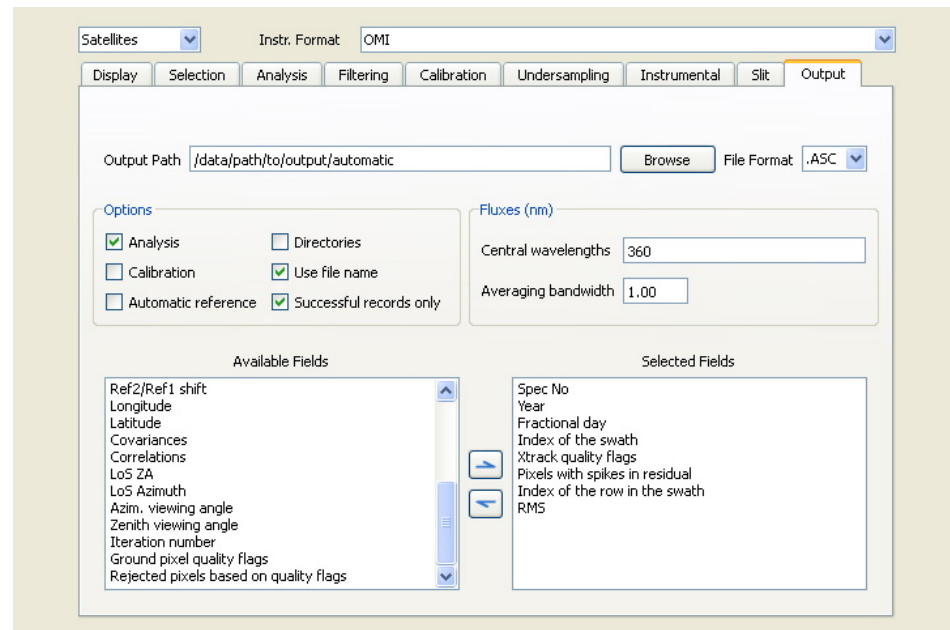 Satellites Instr. Format OMI
Display Selection Analysis Filtering Calibration Undersampling Instrumental Slit Output
Output Path /data/path/to/output/automatic Browse File Format .ASC
Options
Analysis Directories
Calibration Use file name
Automatic reference Successful records only
Fluxes (nm)
Central wavelengths 360
Averaging bandwidth 1.00
Available Fields
Ref2/Ref1 shift
Longitude
Latitude
Covariances
Correlations
LoS ZA
LoS Azimuth
Azim. viewing angle
Zenith viewing angle
Iteration number
Ground pixel quality flags
Rejected pixels based on quality flags
Selected Fields
Spec No
Year
Fractional day
Index of the swath
Xtrack quality flags
Pixels with spikes in residual
Index of the row in the swath
RMS